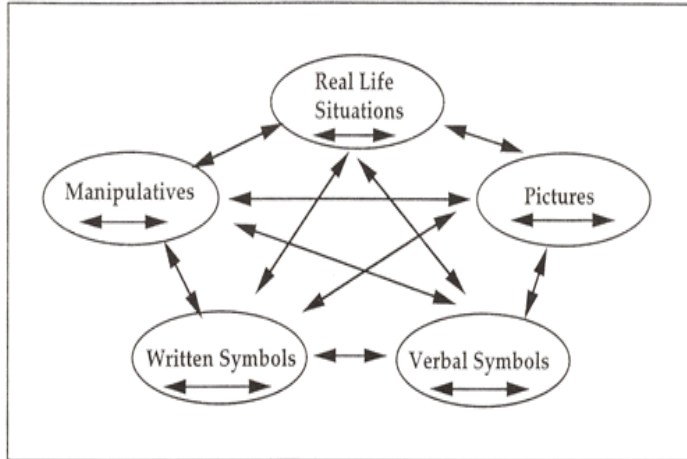 Real Life
Situations
Manipulatives
Pictures
Written Symbols
Verbal Symbols